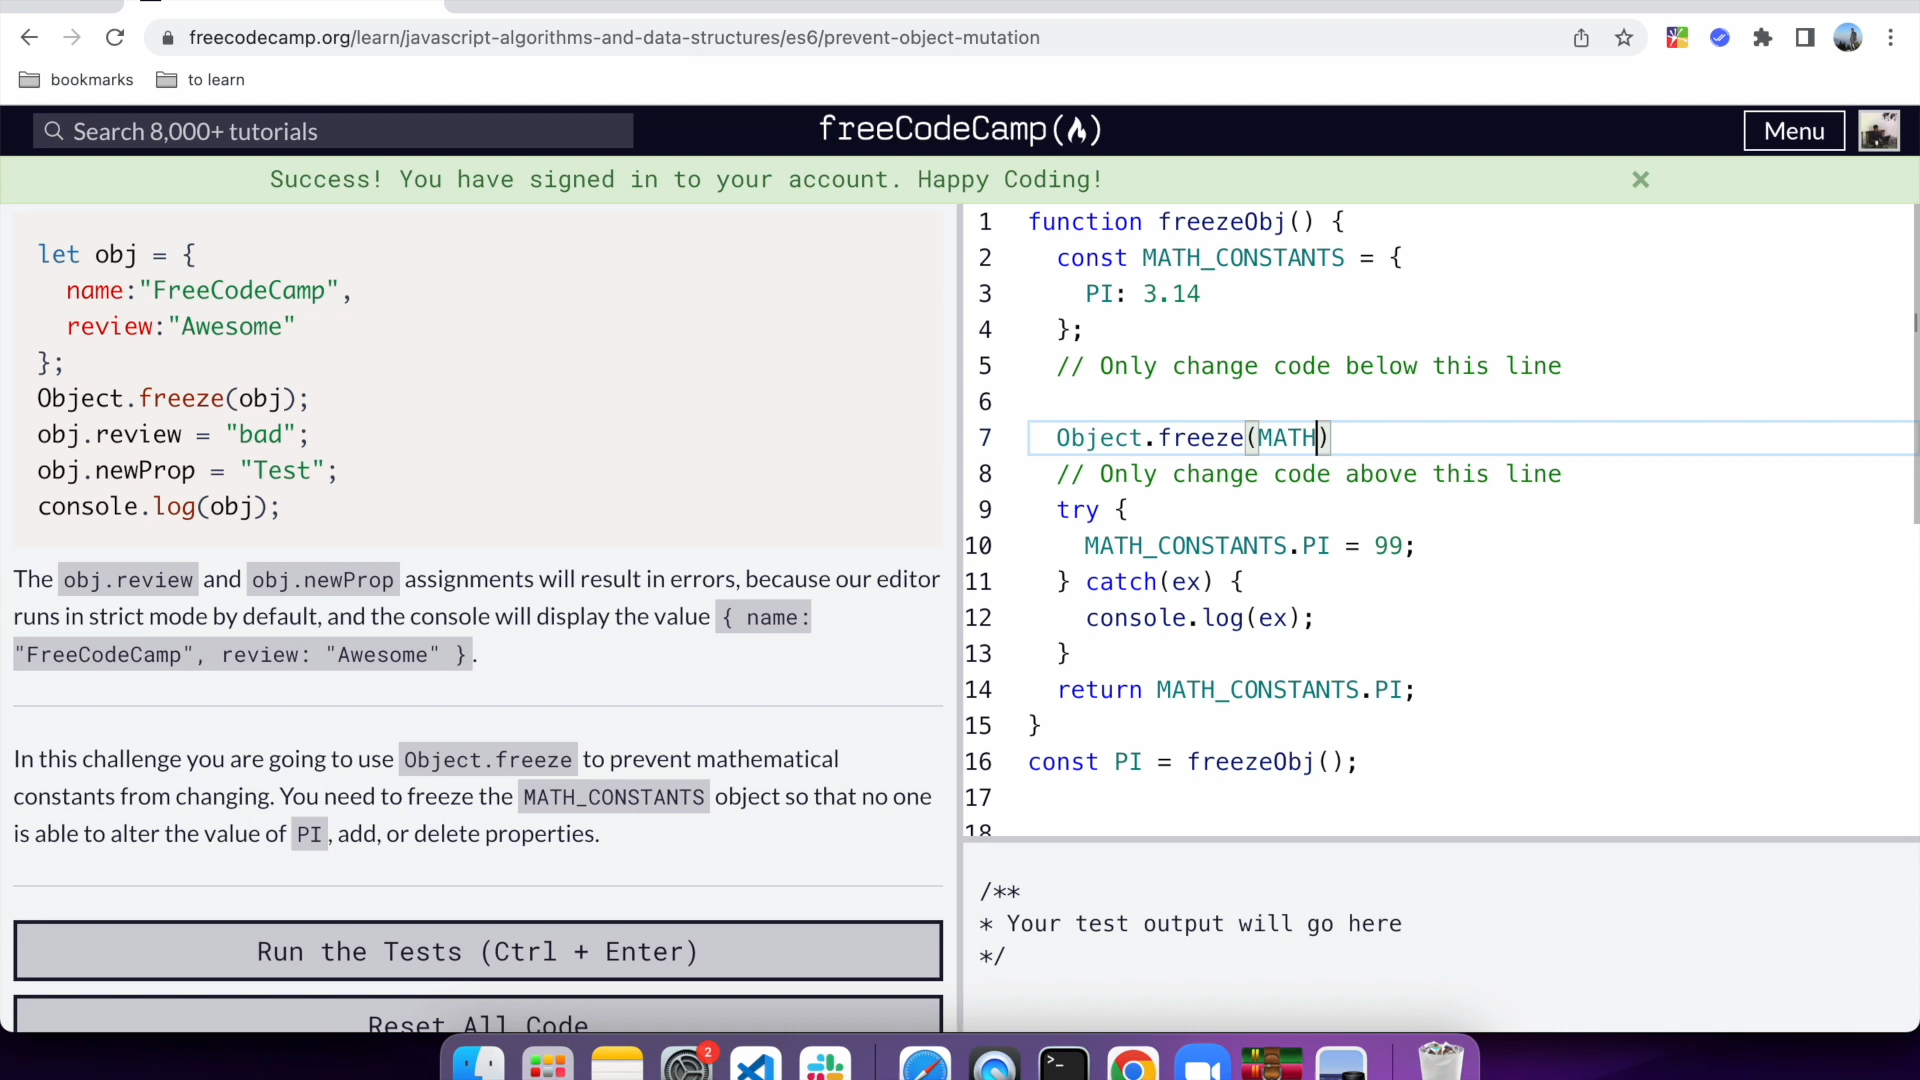 freecodecamp.org/learn/javascript-algorithms-and-data-structures/es6/prevent-object-mutation
bookmarks
to learn
Search 8,000+ tutorials
freeCodeCamp(🔥)
Menu
Success! You have signed in to your account. Happy Coding!
×
let obj = {
name:"FreeCodeCamp",
review:"Awesome"
};
Object.freeze(obj);
obj.review = "bad";
obj.newProp = "Test";
console.log(obj);
The obj.review and obj.newProp assignments will result in errors, because our editor
runs in strict mode by default, and the console will display the value { name:
"FreeCodeCamp", review: "Awesome" }.
In this challenge you are going to use Object.freeze to prevent mathematical
constants from changing. You need to freeze the MATH_CONSTANTS object so that no one
is able to alter the value of PI, add, or delete properties.
Run the Tests (Ctrl + Enter)
Reset All Code
1 function freezeObj() {
2 const MATH_CONSTANTS = {
3 PI: 3.14
4 };
5 // Only change code below this line
6
7 Object.freeze(MATH)
8 // Only change code above this line
9 try {
10 MATH_CONSTANTS.PI = 99;
11 } catch(ex) {
12 console.log(ex);
13 }
14 return MATH_CONSTANTS.PI;
15 }
16 const PI = freezeObj();
17
18
/**
* Your test output will go here
*/
2
>_